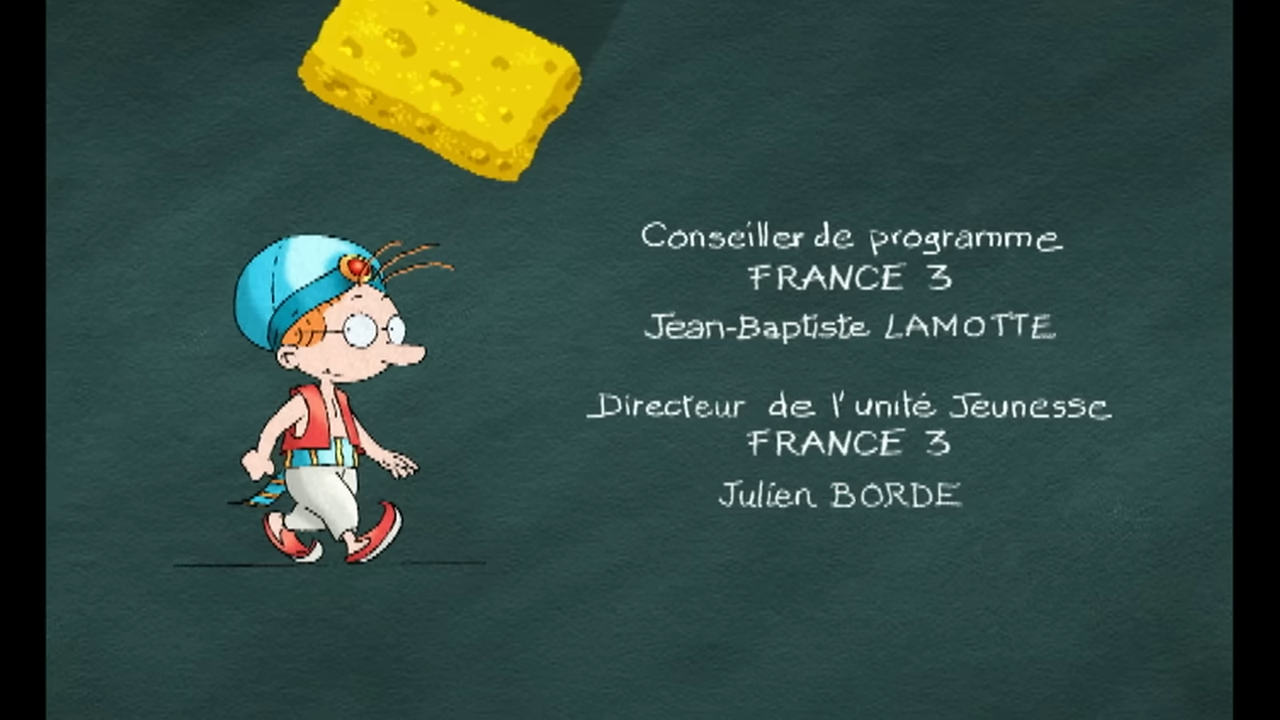 Conseiller de programme
FRANCE 3
Jean-Baptiste LAMOTTE
Directeur de l'unité Jeunesse
FRANCE 3
Julien BORDE